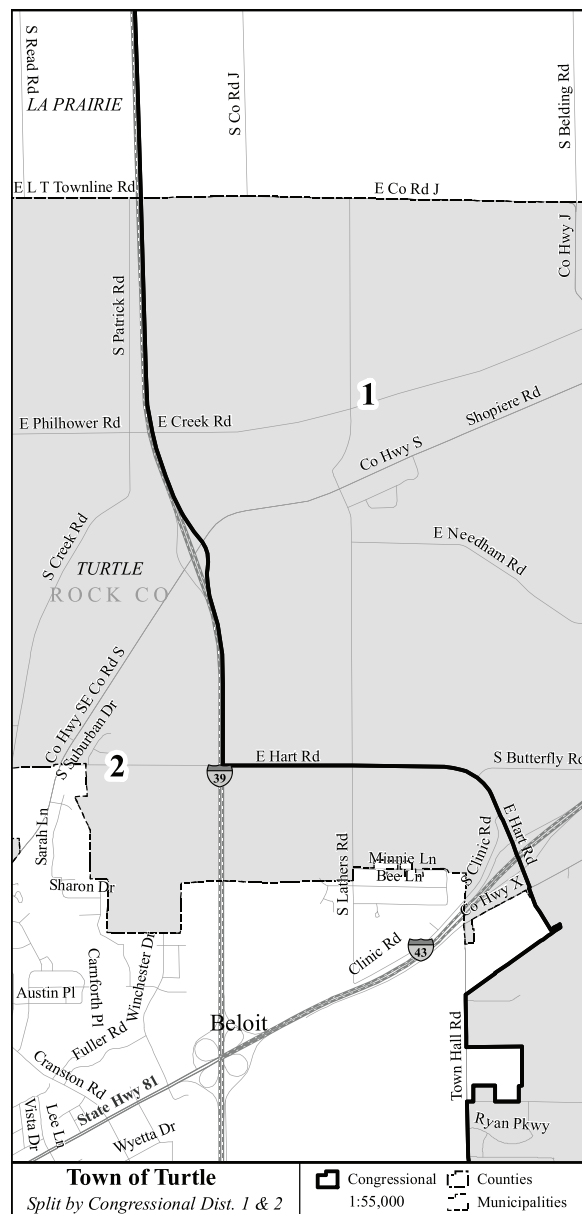 S Read Rd
LA PRAIRIE
S Co Rd J
S Belding Rd
E L T Townline Rd
E Co Rd J
Co Hwy J
S Patrick Rd
1
E Philhower Rd
E Creek Rd
Shopiere Rd
Co Hwy S
S Creek Rd
E Needham Rd
TURTLE
ROCK CO
Co Hwy SE Co Rd S
S Suburban Dr
2
E Hart Rd
S Butterfly Rd
39
E Hart Rd
Sarah Ln
S Lathers Rd
Minnie Ln
Bee Ln
S Clinic Rd
Sharon Dr
Co Hwy X
Clinic Rd
43
Winchester Dr
Carnforth Pl
Austin Pl
Beloit
Fuller Rd
Town Hall Rd
Cranston Rd
State Hwy 81
Vista Dr
Lee Ln
Wyetta Dr
Ryan Pkwy
Town of Turtle
Split by Congressional Dist. 1 & 2
Congressional
Counties
1:55,000
Municipalities